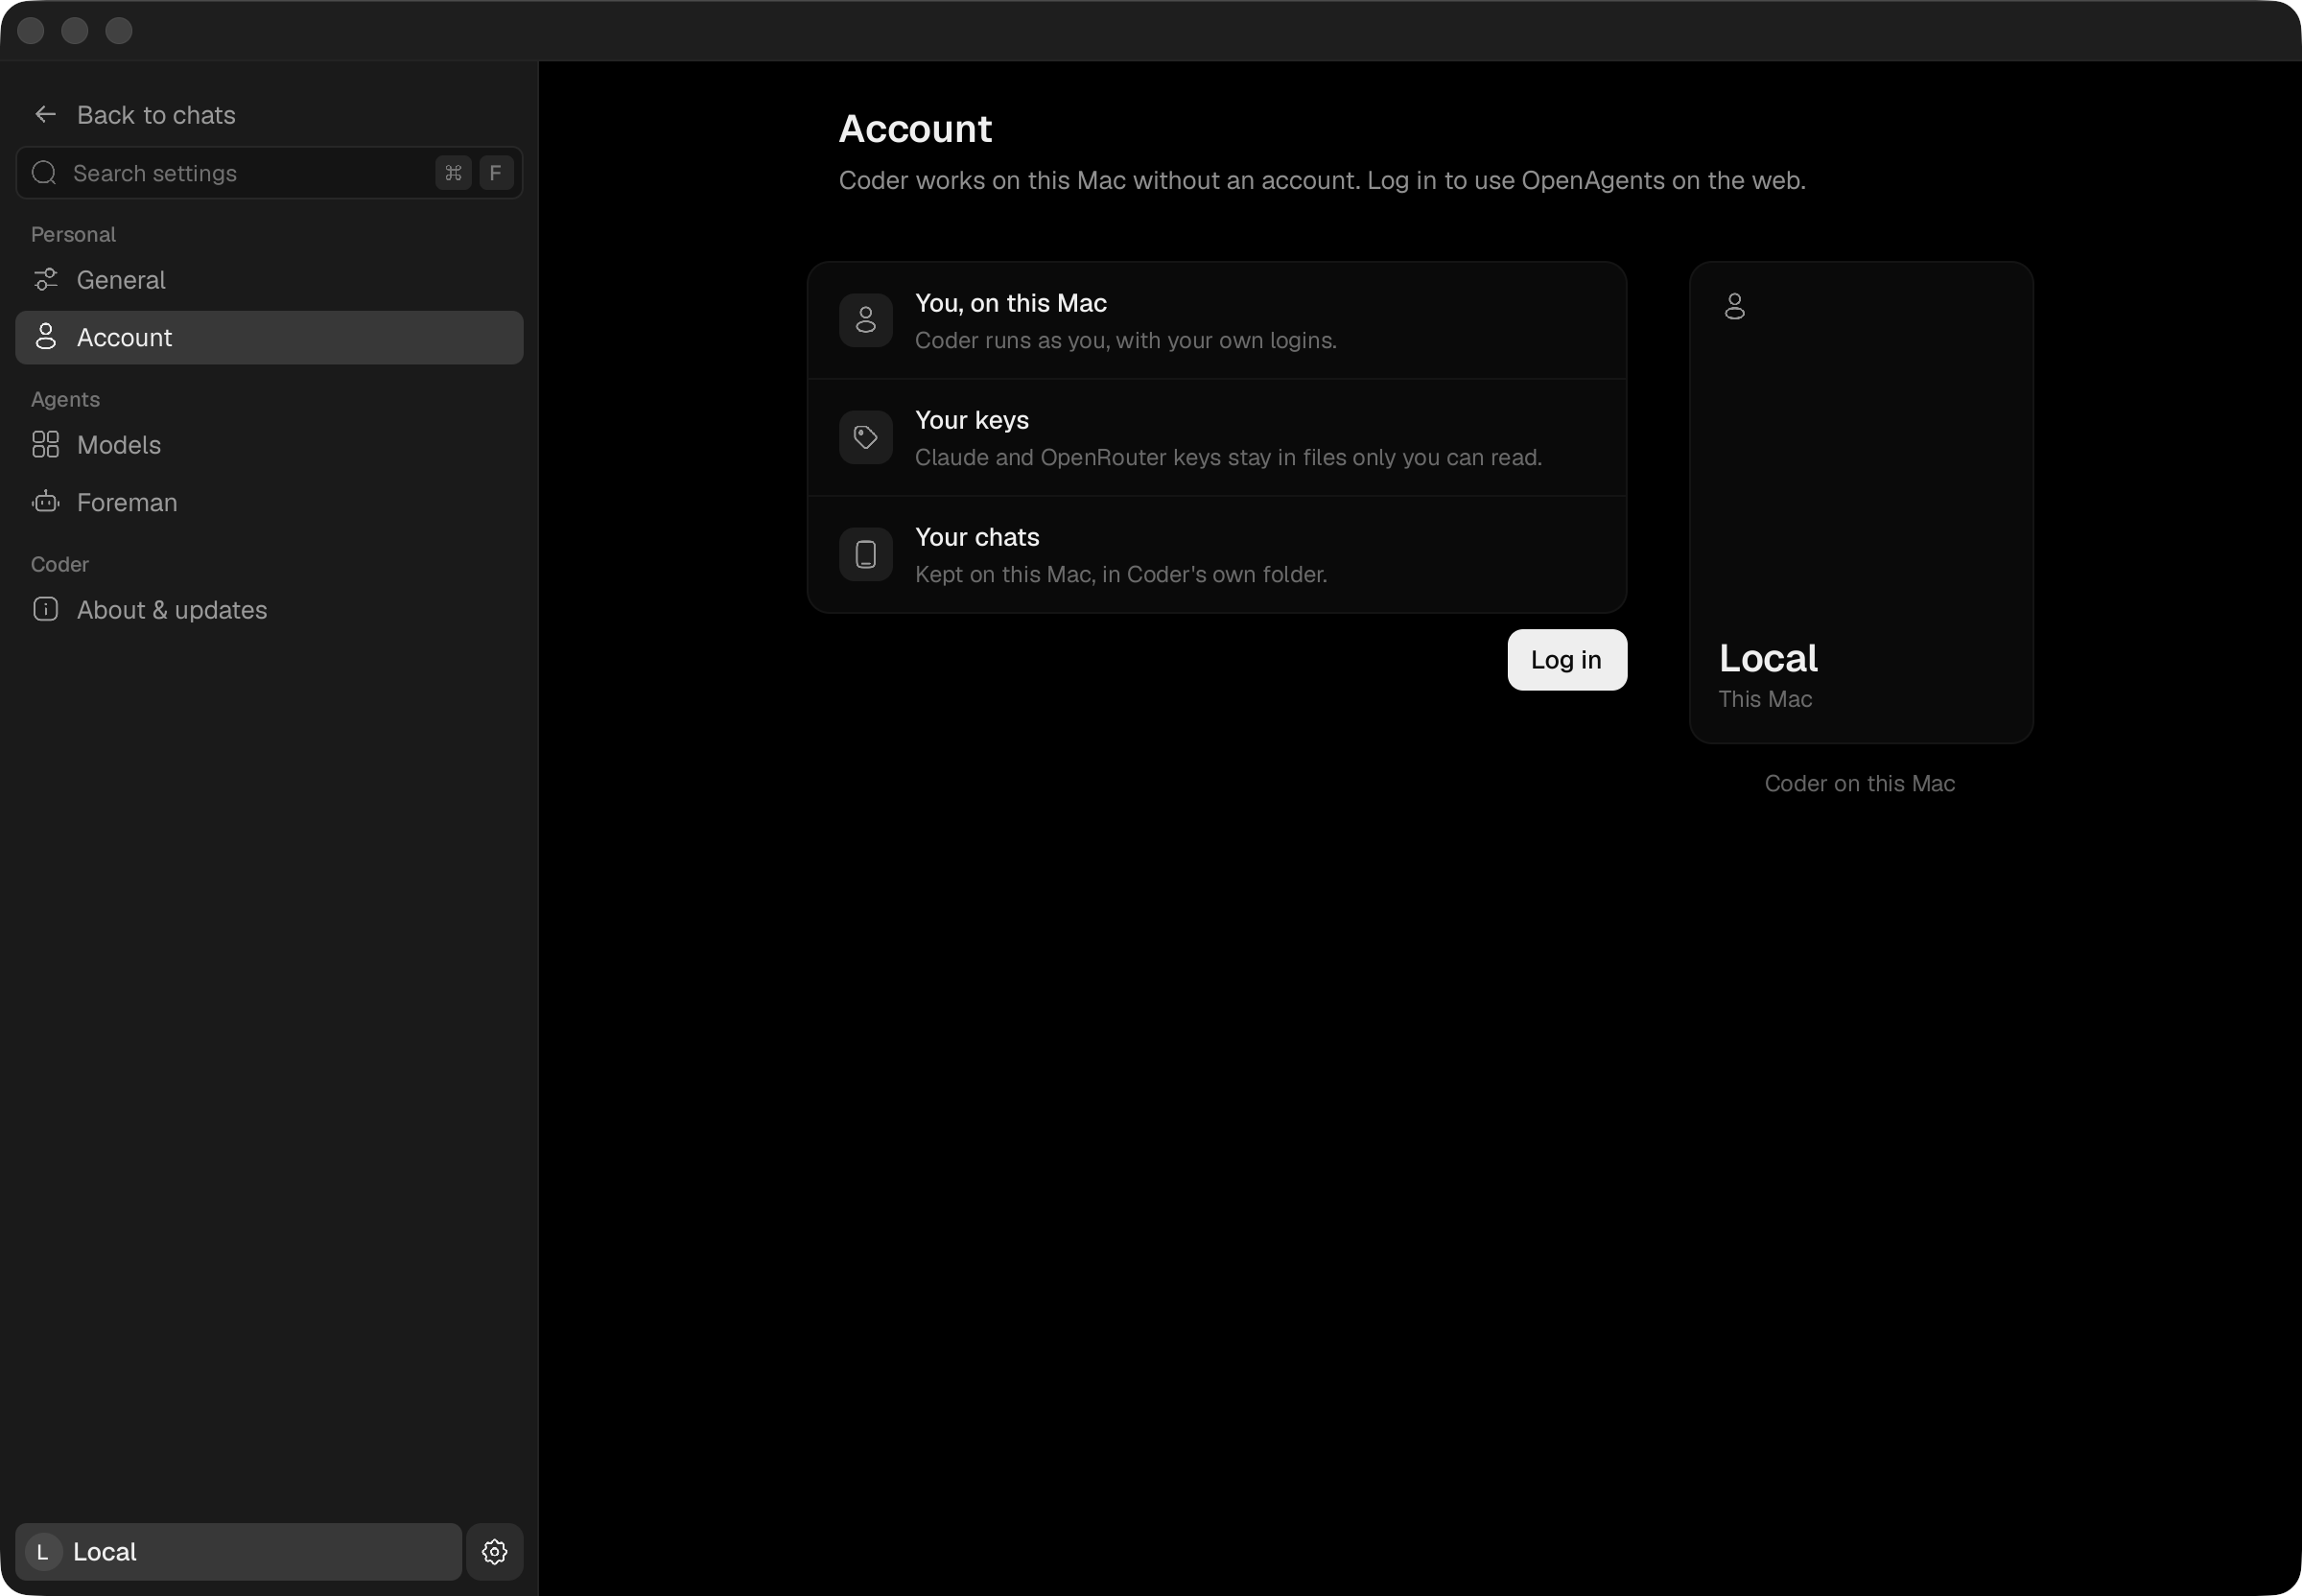 Back to chats
Search settings ⌘ F
Personal
General
Account
Agents
Models
Foreman
Coder
About & updates
L Local
Account
Coder works on this Mac without an account. Log in to use OpenAgents on the web.
You, on this Mac
Coder runs as you, with your own logins.
Your keys
Claude and OpenRouter keys stay in files only you can read.
Your chats
Kept on this Mac, in Coder's own folder.
Log in
Local
This Mac
Coder on this Mac